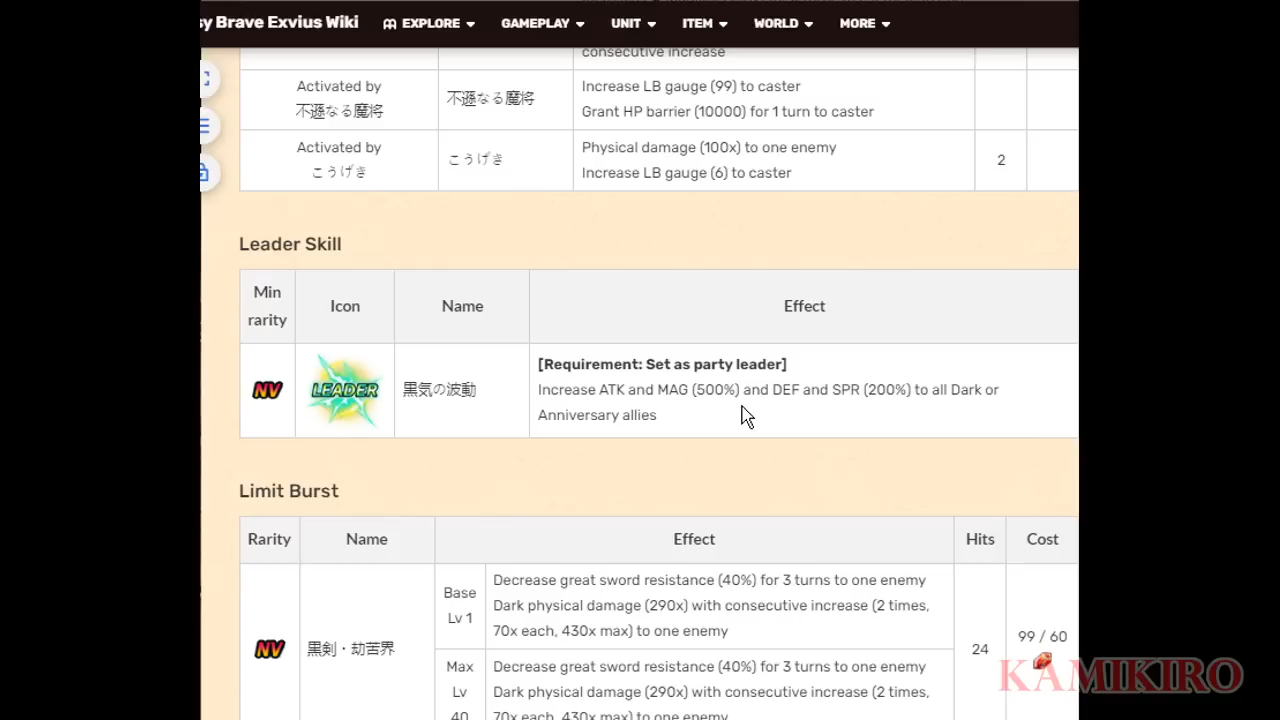 sy Brave Exvius Wiki EXPLORE GAMEPLAY UNIT ITEM WORLD MORE
consecutive increase
Activated by
不遜なる魔将
不遜なる魔将
Increase LB gauge (99) to caster
Grant HP barrier (10000) for 1 turn to caster
Activated by
こうげき
こうげき
Physical damage (100x) to one enemy
Increase LB gauge (6) to caster
2
Leader Skill
Min
rarity
Icon
Name
Effect
NV
LEADER
黒気の波動
[Requirement: Set as party leader]
Increase ATK and MAG (500%) and DEF and SPR (200%) to all Dark or
Anniversary allies
Limit Burst
Rarity
Name
Effect
Hits
Cost
NV
黒剣・劫苦界
Base
Lv 1
Decrease great sword resistance (40%) for 3 turns to one enemy
Dark physical damage (290x) with consecutive increase (2 times,
70x each, 430x max) to one enemy
24
99 / 60
Max
Lv
40
Decrease great sword resistance (40%) for 3 turns to one enemy
Dark physical damage (290x) with consecutive increase (2 times,
70x each, 430x max) to one enemy
KAMIKIRO